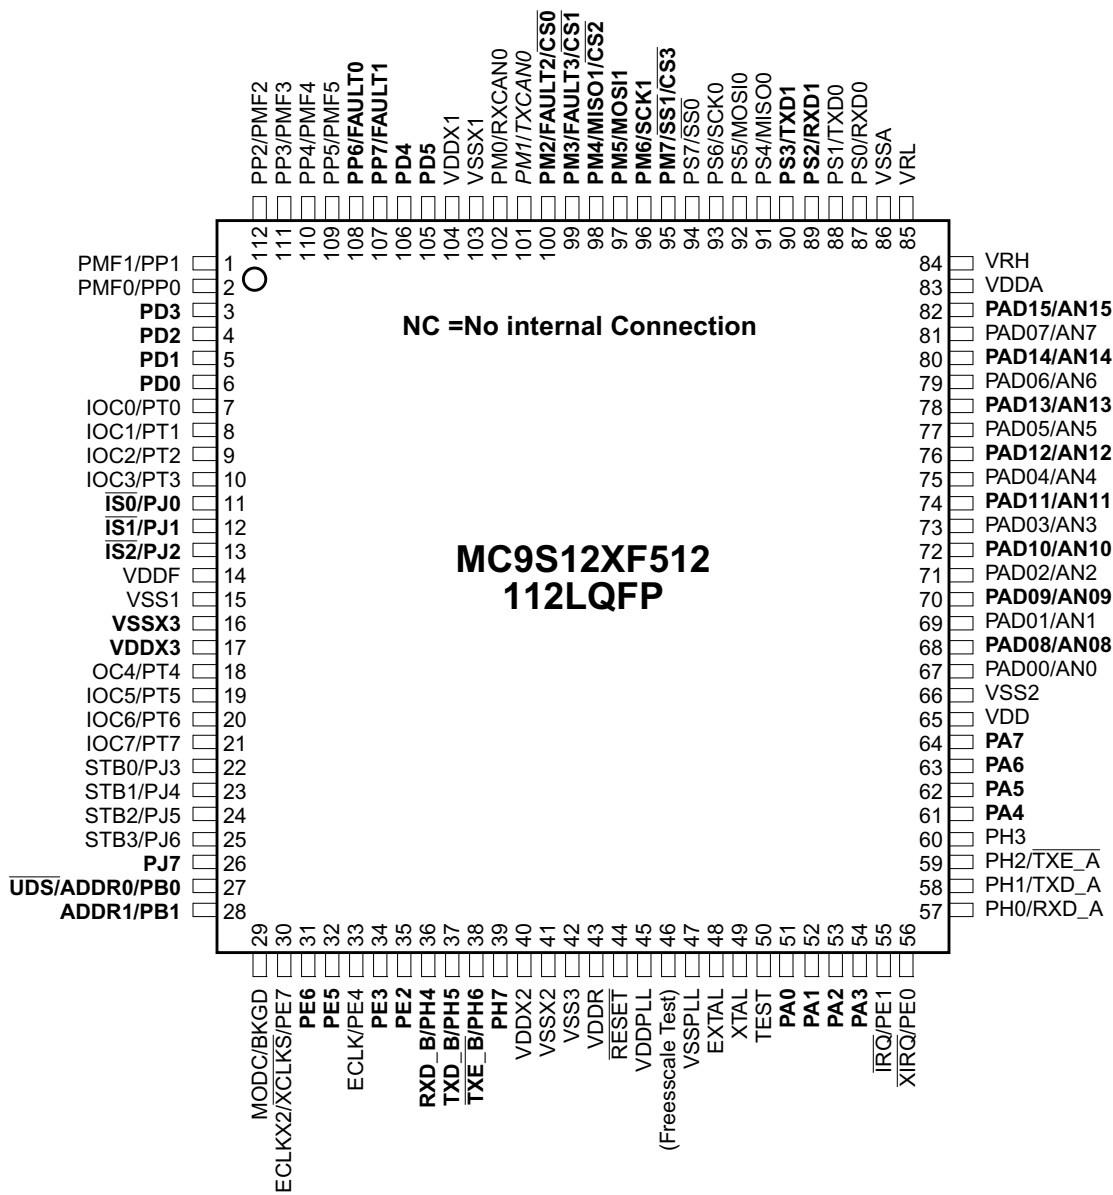 PP2/PMF2
PP3/PMF3
PP4/PMF4
PP5/PMF5
PP6/FAULT0
PP7/FAULT1
PD4
PD5
VDDX1
VSSX1
PM0/RXCAN0
PM1/TXCAN0
PM2/FAULT2/CS0
PM3/FAULT3/CS1
PM4/MISO1/CS2
PM5/MOSI1
PM6/SCK1
PM7/SS1/CS3
PS7/SS0
PS6/SCK0
PS5/MOSI0
PS4/MISO0
PS3/TXD1
PS2/RXD1
PS1/TXD0
PS0/RXD0
VSSA
VRL
112
111
110
109
108
107
106
105
104
103
102
101
100
99
98
97
96
95
94
93
92
91
90
89
88
87
86
85
PMF1/PP1 1
PMF0/PP0 2
PD3 3
PD2 4
PD1 5
PD0 6
IOC0/PT0 7
IOC1/PT1 8
IOC2/PT2 9
IOC3/PT3 10
IS0/PJ0 11
IS1/PJ1 12
IS2/PJ2 13
VDDF 14
VSS1 15
VSSX3 16
VDDX3 17
OC4/PT4 18
IOC5/PT5 19
IOC6/PT6 20
IOC7/PT7 21
STB0/PJ3 22
STB1/PJ4 23
STB2/PJ5 24
STB3/PJ6 25
PJ7 26
UDS/ADDR0/PB0 27
ADDR1/PB1 28
NC =No internal Connection
MC9S12XF512
112LQFP
84 VRH
83 VDDA
82 PAD15/AN15
81 PAD07/AN7
80 PAD14/AN14
79 PAD06/AN6
78 PAD13/AN13
77 PAD05/AN5
76 PAD12/AN12
75 PAD04/AN4
74 PAD11/AN11
73 PAD03/AN3
72 PAD10/AN10
71 PAD02/AN2
70 PAD09/AN09
69 PAD01/AN1
68 PAD08/AN08
67 PAD00/AN0
66 VSS2
65 VDD
64 PA7
63 PA6
62 PA5
61 PA4
60 PH3
59 PH2/TXE_A
58 PH1/TXD_A
57 PH0/RXD_A
29
30
31
32
33
34
35
36
37
38
39
40
41
42
43
44
45
46
47
48
49
50
51
52
53
54
55
56
MODC/BKGD
ECLKX2/XCLKS/PE7
PE6
PE5
ECLK/PE4
PE3
PE2
RXD_B/PH4
TXD_B/PH5
TXE_B/PH6
PH7
VDDX2
VSSX2
VSS3
VDDR
RESET
VDDPLL
(Freesscale Test)
VSSPLL
EXTAL
XTAL
TEST
PA0
PA1
PA2
PA3
IRQ/PE1
XIRQ/PE0